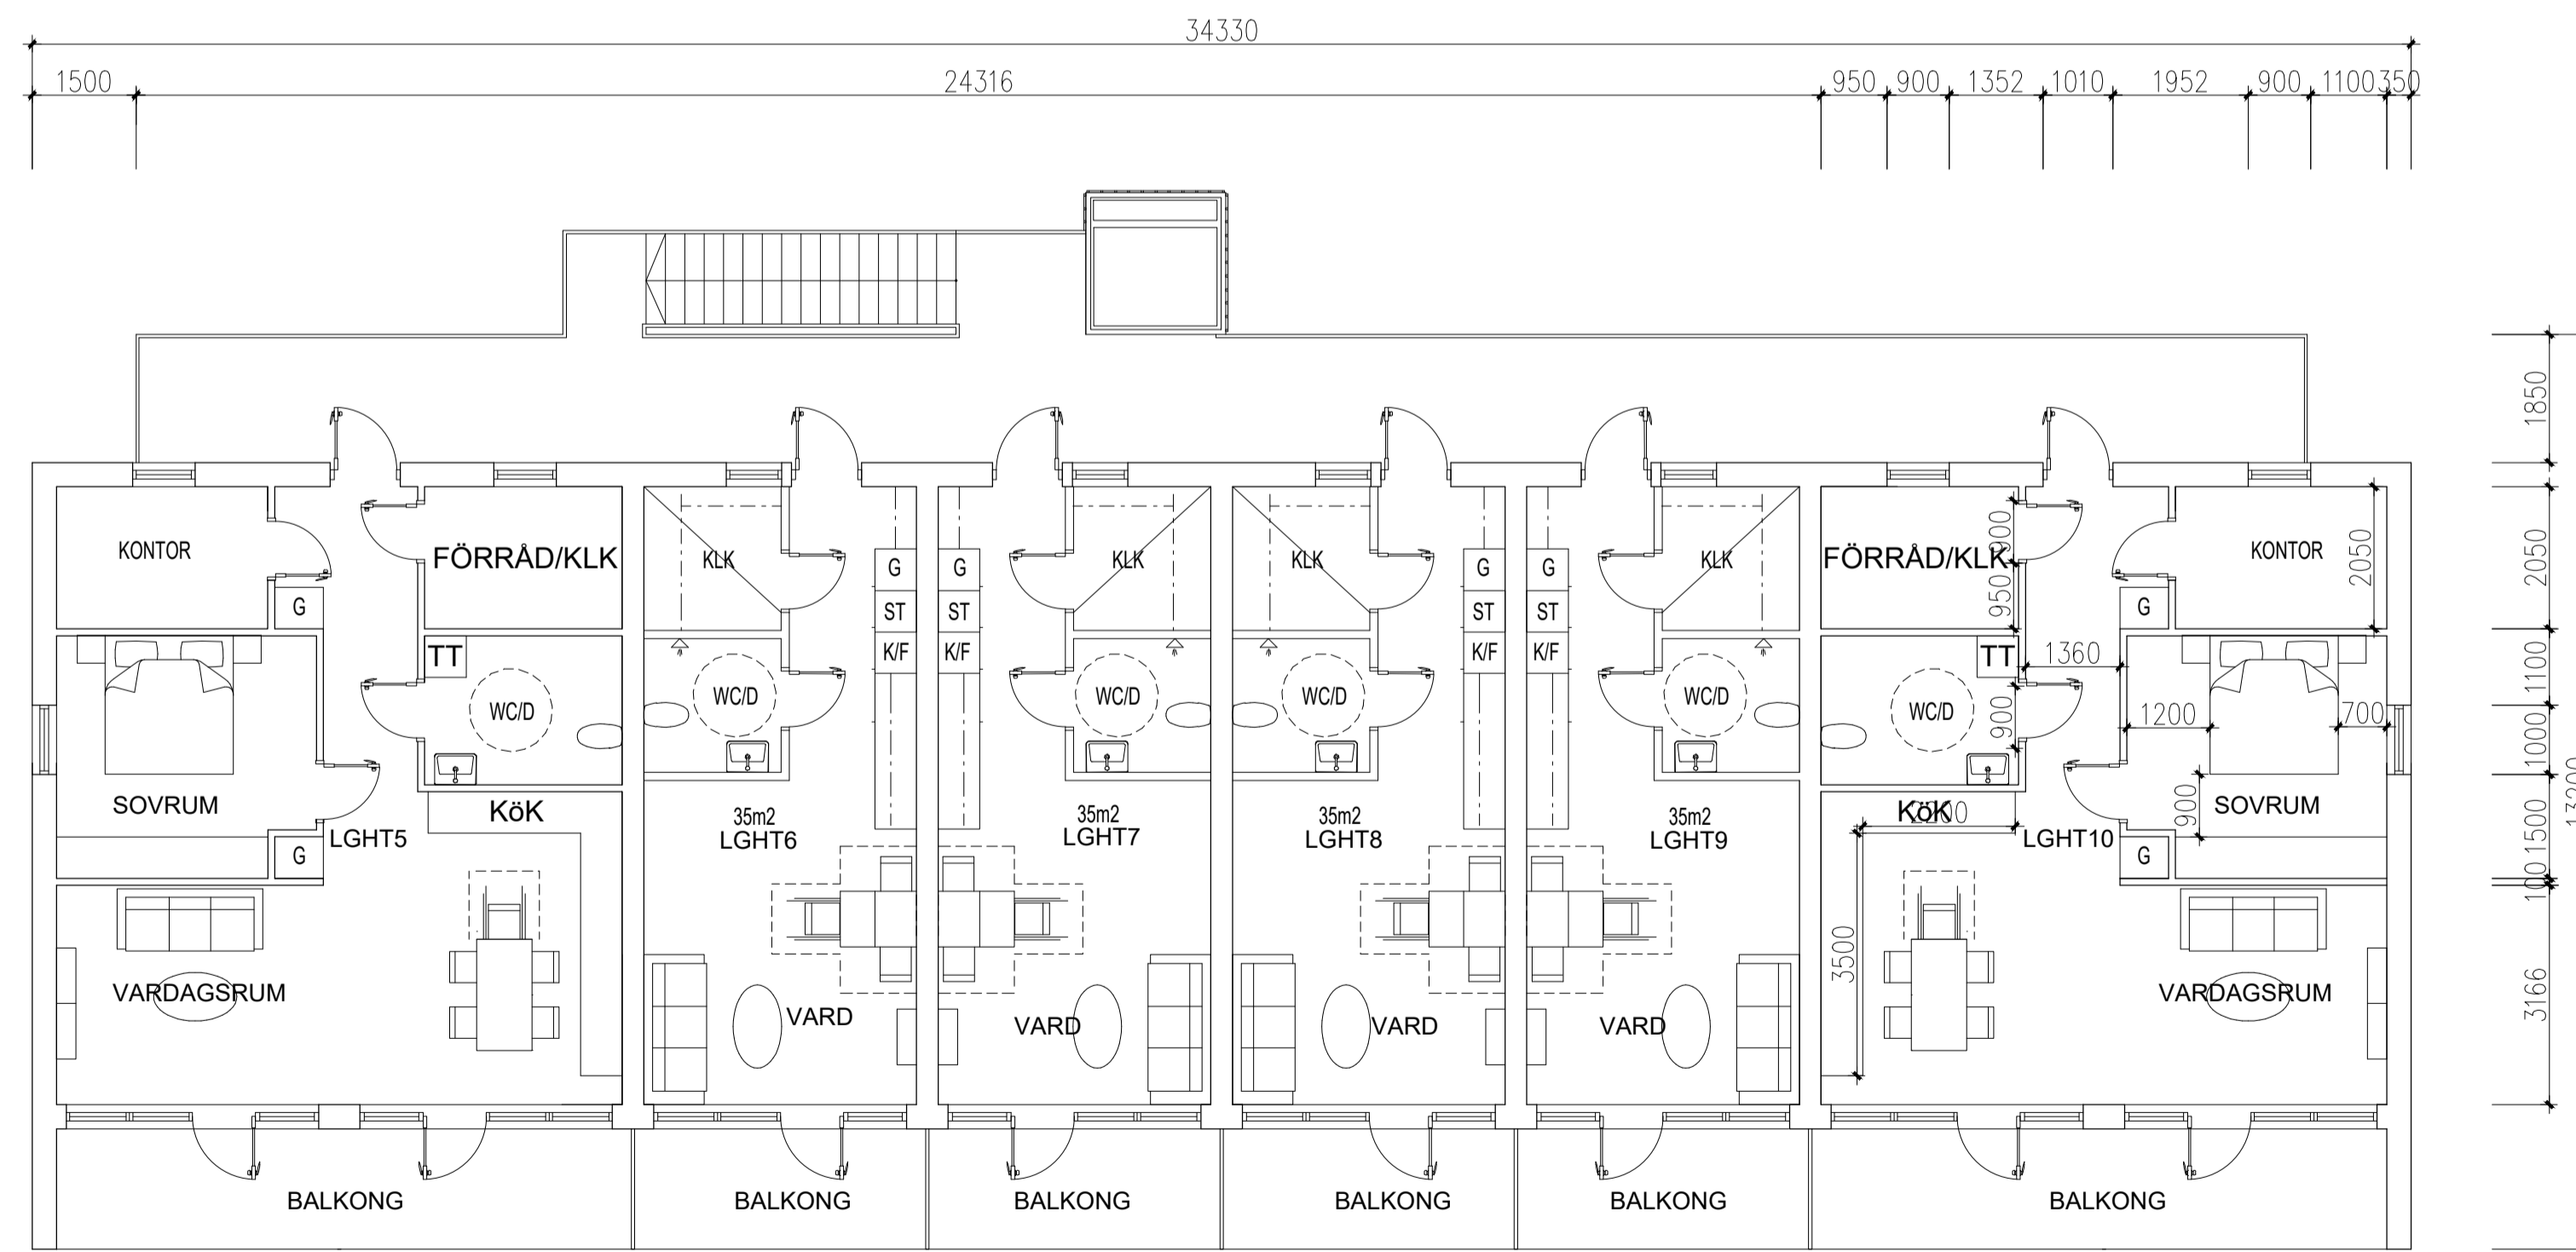 34330
1500 24316 950 900 1352 1010 1952 900 1100 350
1850
KONTOR FÖRRÅD/KLK KLK KLK KLK KLK FÖRRÅD/KLK 900 KONTOR 2050 2050
G G G G G
ST ST ST ST
950
G G
K/F K/F K/F K/F
TT TT 1360 1100
WC/D WC/D WC/D WC/D WC/D WC/D 900 1200 700 1000
SOVRUM KöK KöK 2200 900 SOVRUM 13200
35m2 35m2 35m2 35m2
LGHT5 LGHT6 LGHT7 LGHT8 LGHT9 LGHT10 1500
G G 100
3500
VARDAGSRUM VARDAGSRUM 3166
VARD VARD VARD VARD
BALKONG BALKONG BALKONG BALKONG BALKONG BALKONG